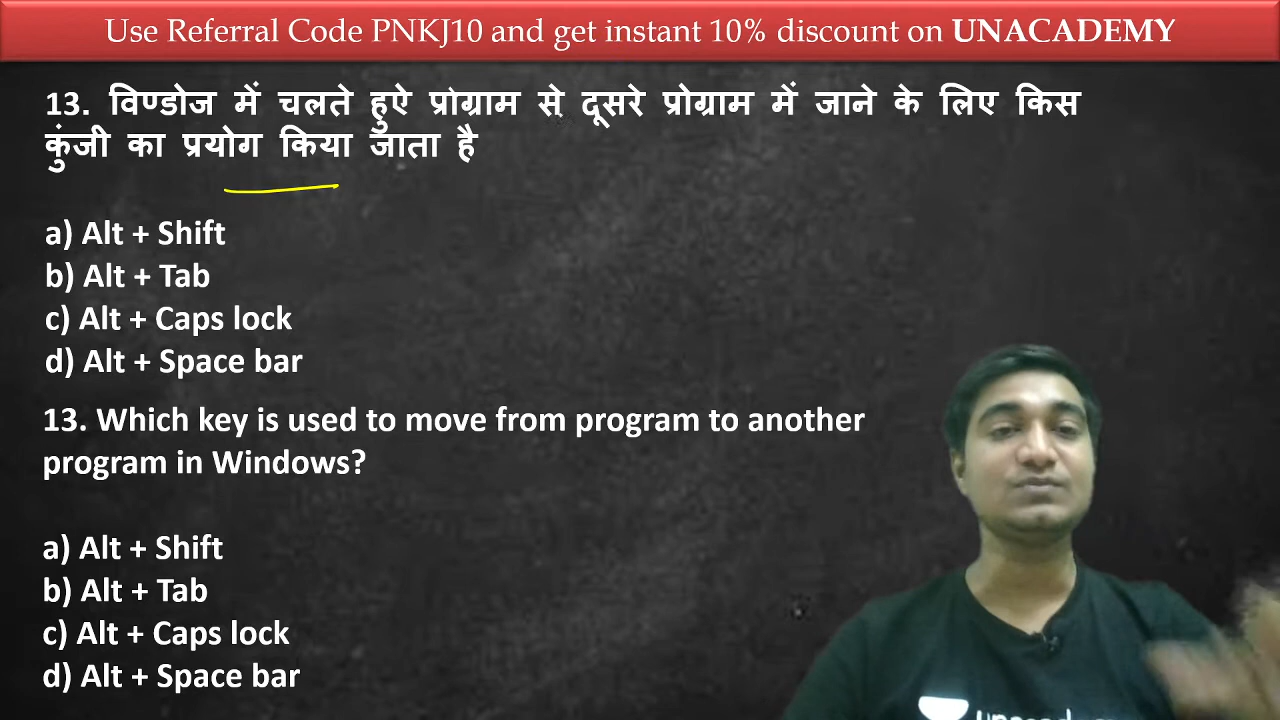 Use Referral Code PNKJ10 and get instant 10% discount on UNACADEMY
13. विण्डोज में चलते हुऐ प्रोग्राम से दूसरे प्रोग्राम में जाने के लिए किस
कुंजी का प्रयोग किया जाता है
a) Alt + Shift
b) Alt + Tab
c) Alt + Caps lock
d) Alt + Space bar
13. Which key is used to move from program to another
program in Windows?
a) Alt + Shift
b) Alt + Tab
c) Alt + Caps lock
d) Alt + Space bar